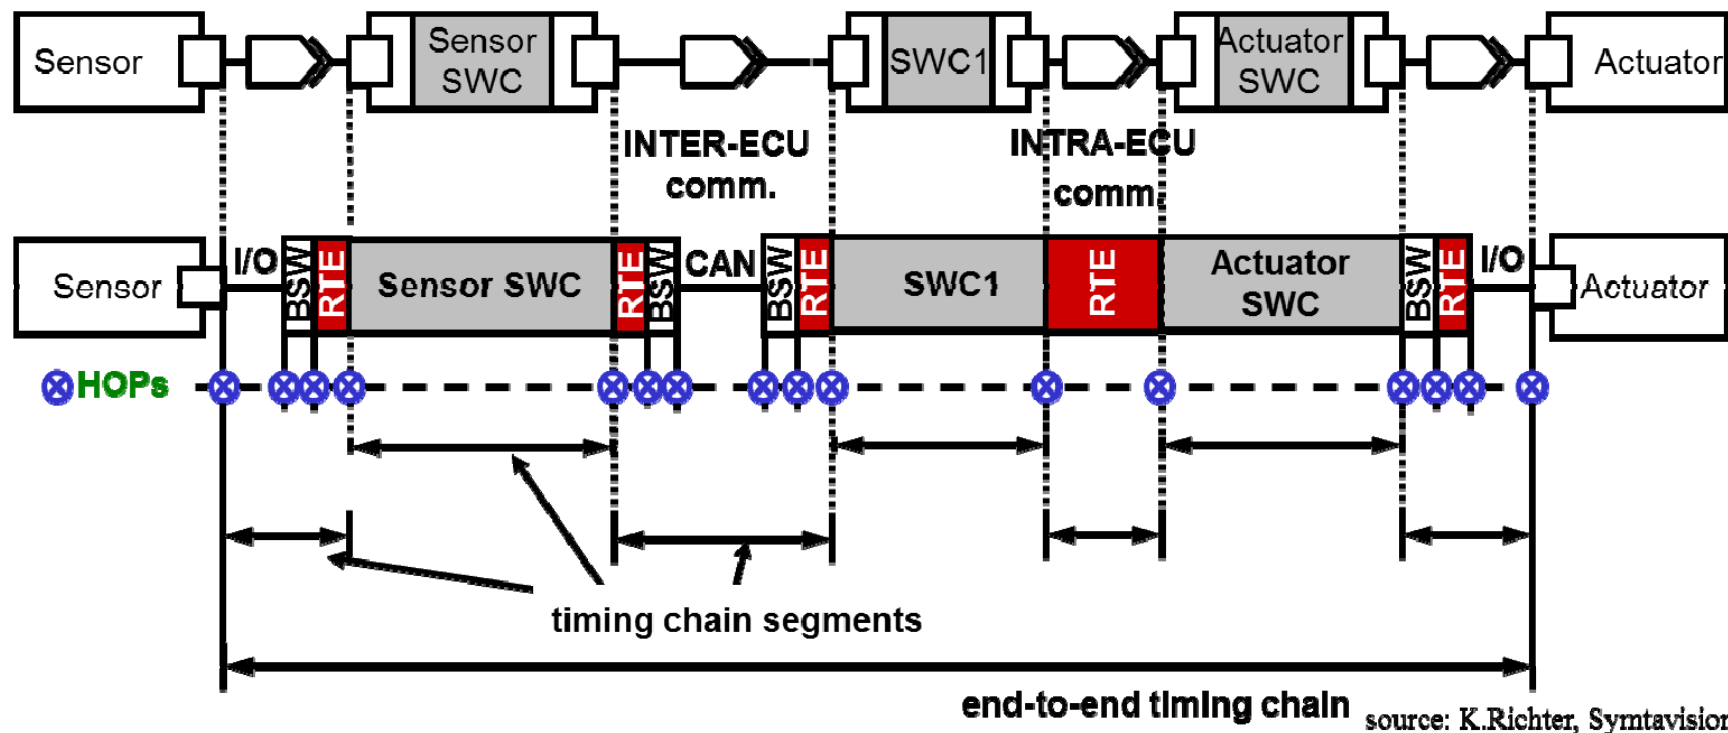 Sensor
Sensor
SWC
SWC1
Actuator
SWC
Actuator
INTER-ECU
comm.
INTRA-ECU
comm.
Sensor
I/O
BSW
RTE
Sensor SWC
RTE
BSW
CAN
BSW
RTE
SWC1
RTE
Actuator
SWC
BSW
RTE
I/O
Actuator
HOPs
timing chain segments
end-to-end timing chain
source: K.Richter, Symtavision